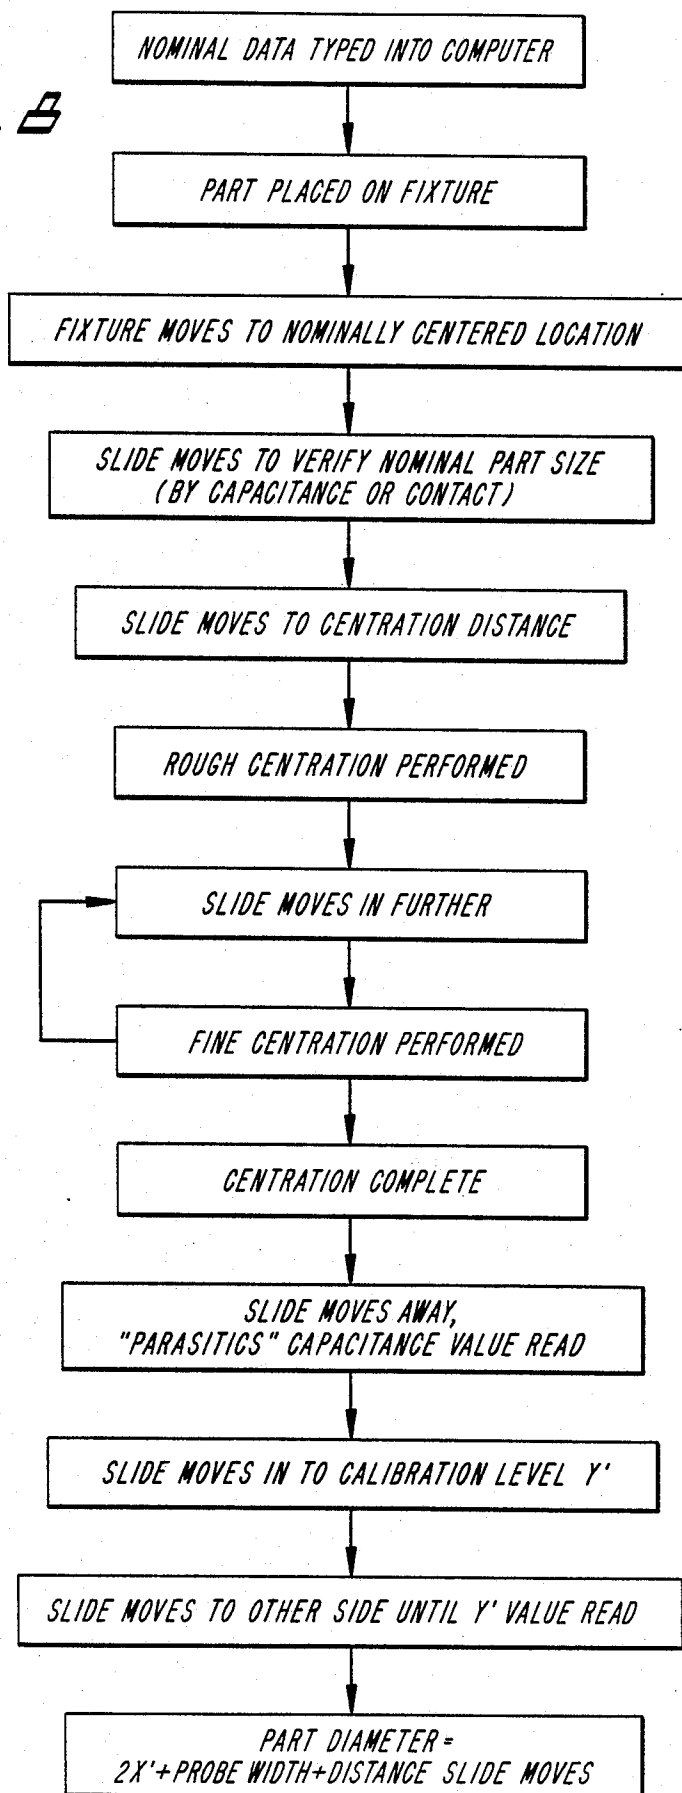 NOMINAL DATA TYPED INTO COMPUTER
PART PLACED ON FIXTURE
FIXTURE MOVES TO NOMINALLY CENTERED LOCATION
SLIDE MOVES TO VERIFY NOMINAL PART SIZE
(BY CAPACITANCE OR CONTACT)
SLIDE MOVES TO CENTRATION DISTANCE
ROUGH CENTRATION PERFORMED
SLIDE MOVES IN FURTHER
FINE CENTRATION PERFORMED
CENTRATION COMPLETE
SLIDE MOVES AWAY,
"PARASITICS" CAPACITANCE VALUE READ
SLIDE MOVES IN TO CALIBRATION LEVEL Y'
SLIDE MOVES TO OTHER SIDE UNTIL Y' VALUE READ
PART DIAMETER=
2X'+PROBE WIDTH+DISTANCE SLIDE MOVES